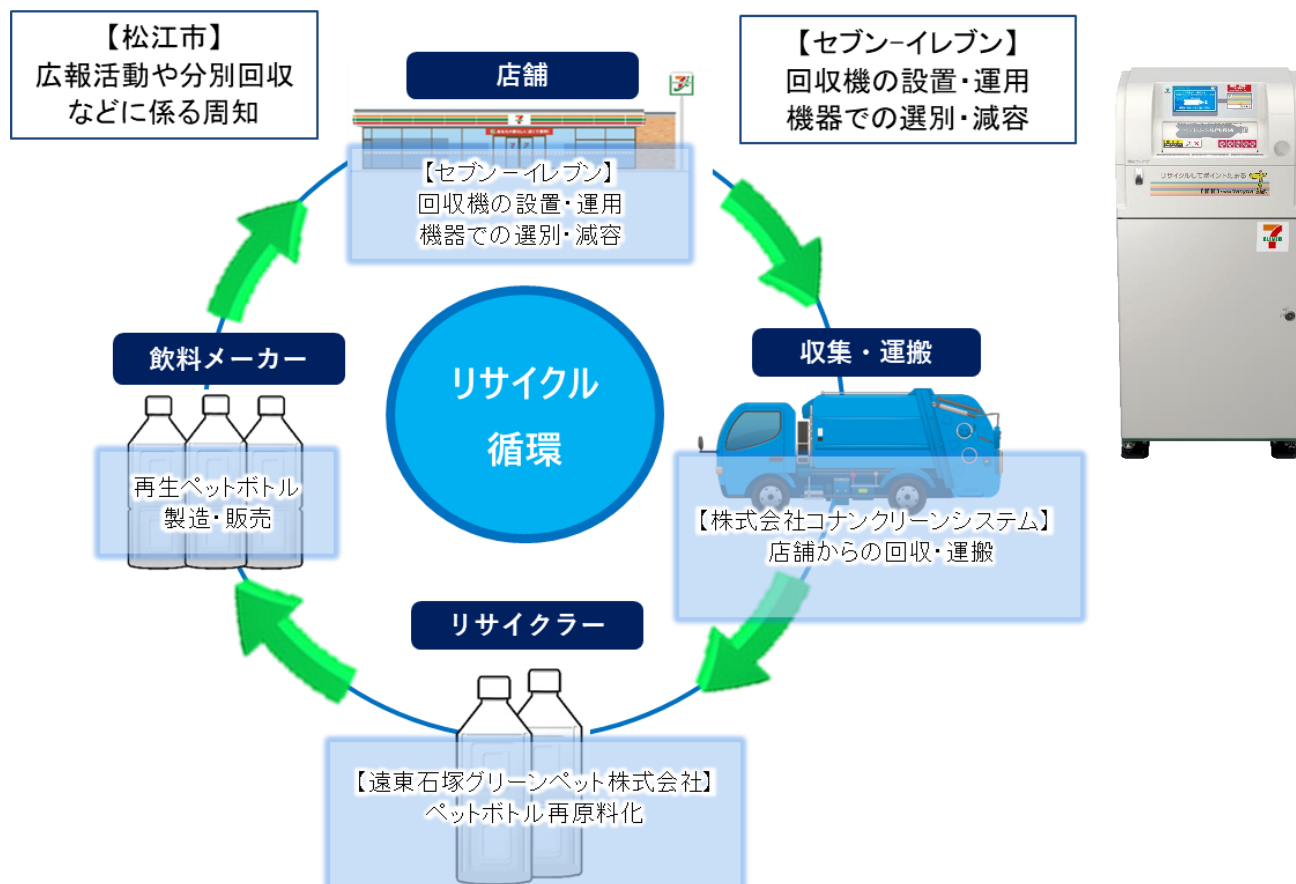 【松江市】
広報活動や分別回収
などに係る周知
店舗
【セブン-イレブン】
回収機の設置・運用
機器での選別・減容
【セブン-イレブン】
回収機の設置・運用
機器での選別・減容
リサイクルしてポイントたまる
飲料メーカー
再生ペットボトル
製造・販売
リサイクル
循環
収集・運搬
【株式会社コナンクリーンシステム】
店舗からの回収・運搬
リサイクラー
【遠東石塚グリーンペット株式会社】
ペットボトル再原料化